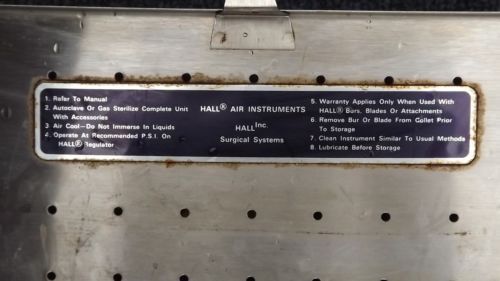 1. Refer To Manual
2. Autoclave Or Gas Sterilize Complete Unit
With Accessories
3 Air Cool—Do Not Immerse In Liquids
4. Operate At Recommended P.S.I. On
HALL® Regulator
HALL® AIR INSTRUMENTS
HALL Inc.
Surgical Systems
5. Warranty Applies Only When Used With
HALL® Burs, Blades Or Attachments
6. Remove Bur Or Blade From Collet Prior
To Storage
7. Clean Instrument Similar To Usual Methods
8. Lubricate Before Storage